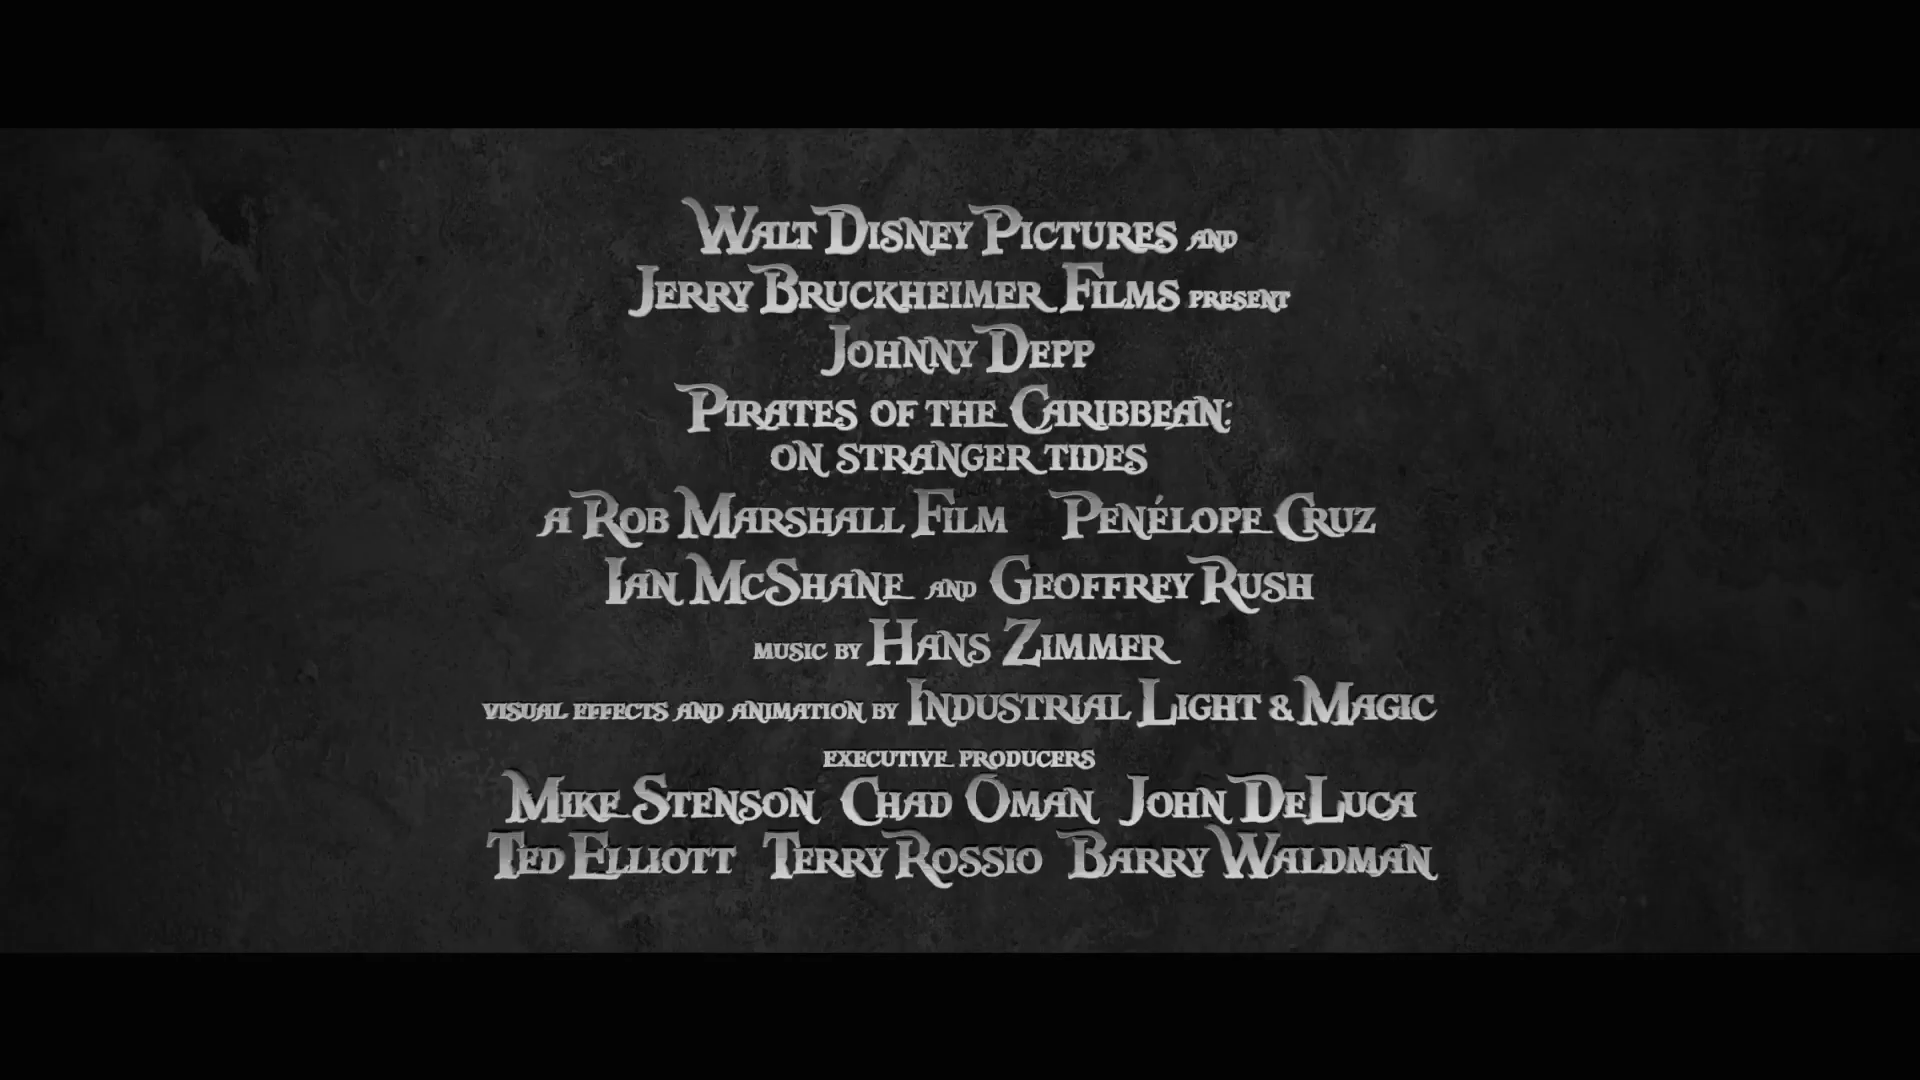 Walt Disney Pictures and
Jerry Bruckheimer Films present
Johnny Depp
Pirates of the Caribbean:
on stranger tides
a Rob Marshall Film Penélope Cruz
Ian McShane and Geoffrey Rush
music by Hans Zimmer
visual effects and animation by Industrial Light & Magic
executive producers
Mike Stenson Chad Oman John DeLuca
Ted Elliott Terry Rossio Barry Waldman